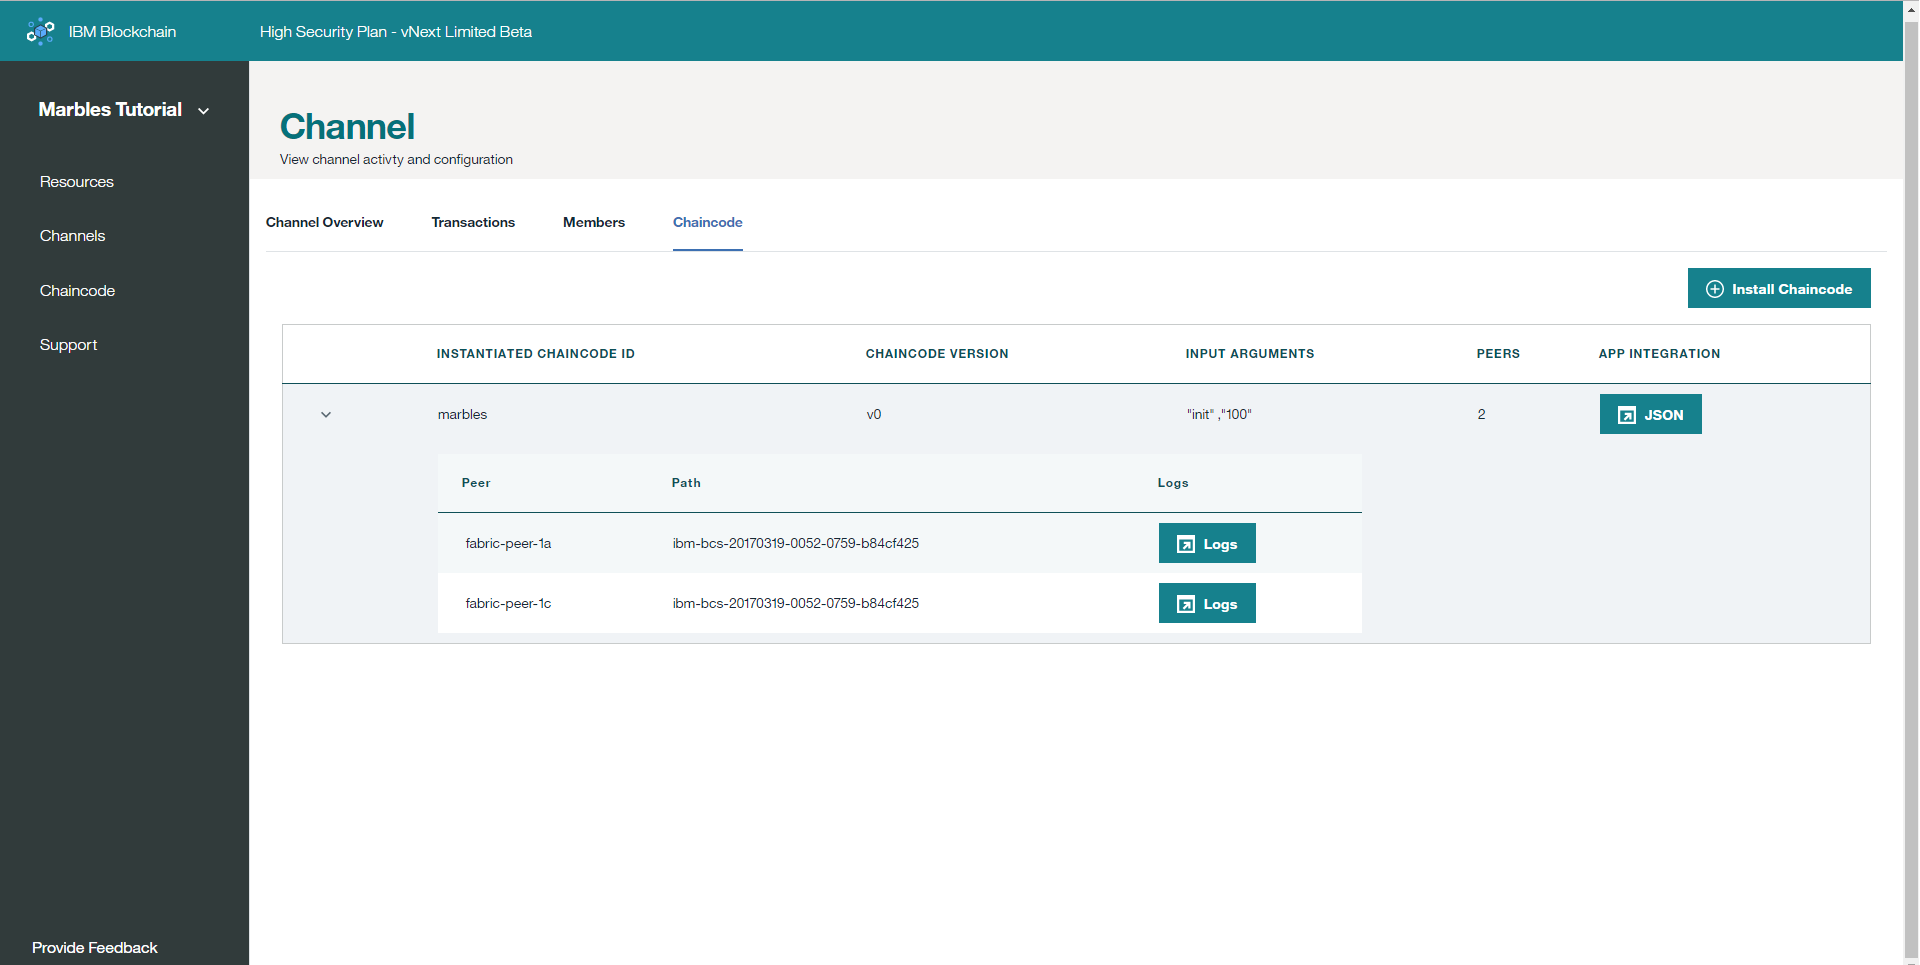 IBM Blockchain
High Security Plan - vNext Limited Beta
Marbles Tutorial
Resources
Channels
Chaincode
Support
Provide Feedback
Channel
View channel activty and configuration
Channel Overview Transactions Members Chaincode
Install Chaincode
INSTANTIATED CHAINCODE ID CHAINCODE VERSION INPUT ARGUMENTS PEERS APP INTEGRATION
marbles v0 "init" ,"100" 2 JSON
Peer Path Logs
fabric-peer-1a ibm-bcs-20170319-0052-0759-b84cf425 Logs
fabric-peer-1c ibm-bcs-20170319-0052-0759-b84cf425 Logs